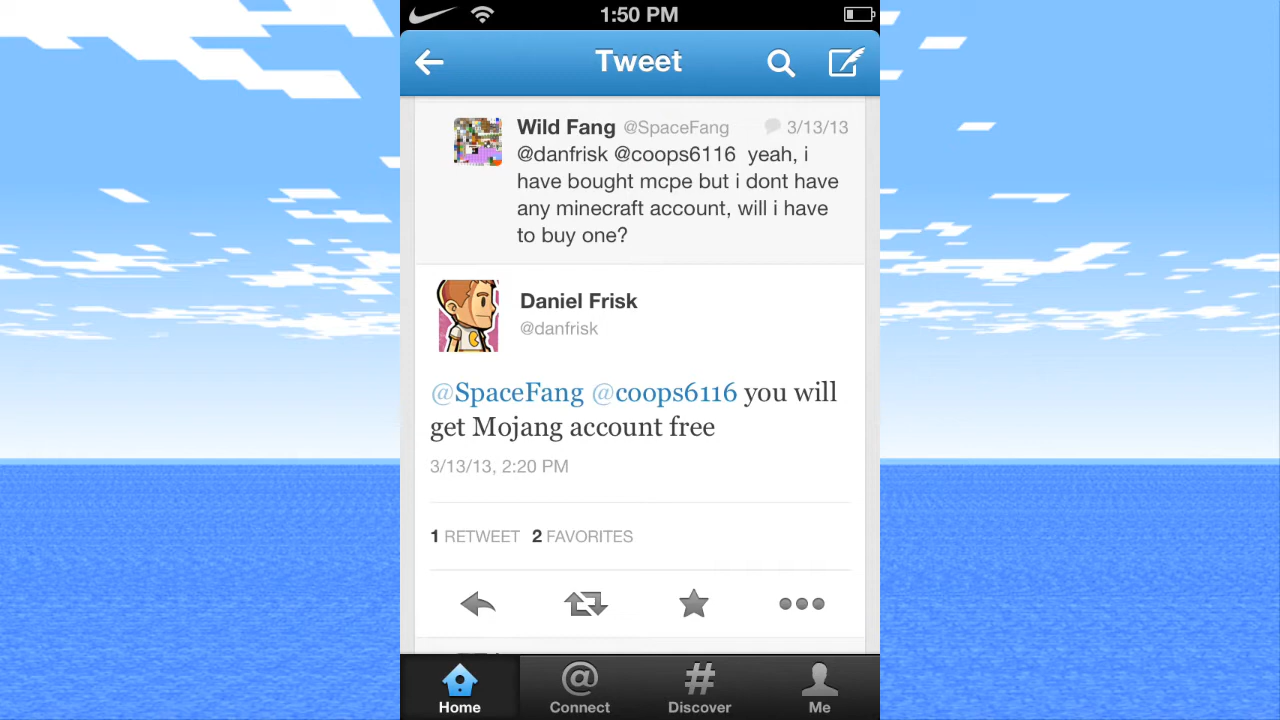 1:50 PM
Tweet
Wild Fang @SpaceFang 3/13/13
@danfrisk @coops6116 yeah, i
have bought mcpe but i dont have
any minecraft account, will i have
to buy one?
Daniel Frisk
@danfrisk
@SpaceFang @coops6116 you will
get Mojang account free
3/13/13, 2:20 PM
1 RETWEET 2 FAVORITES
Home Connect Discover Me